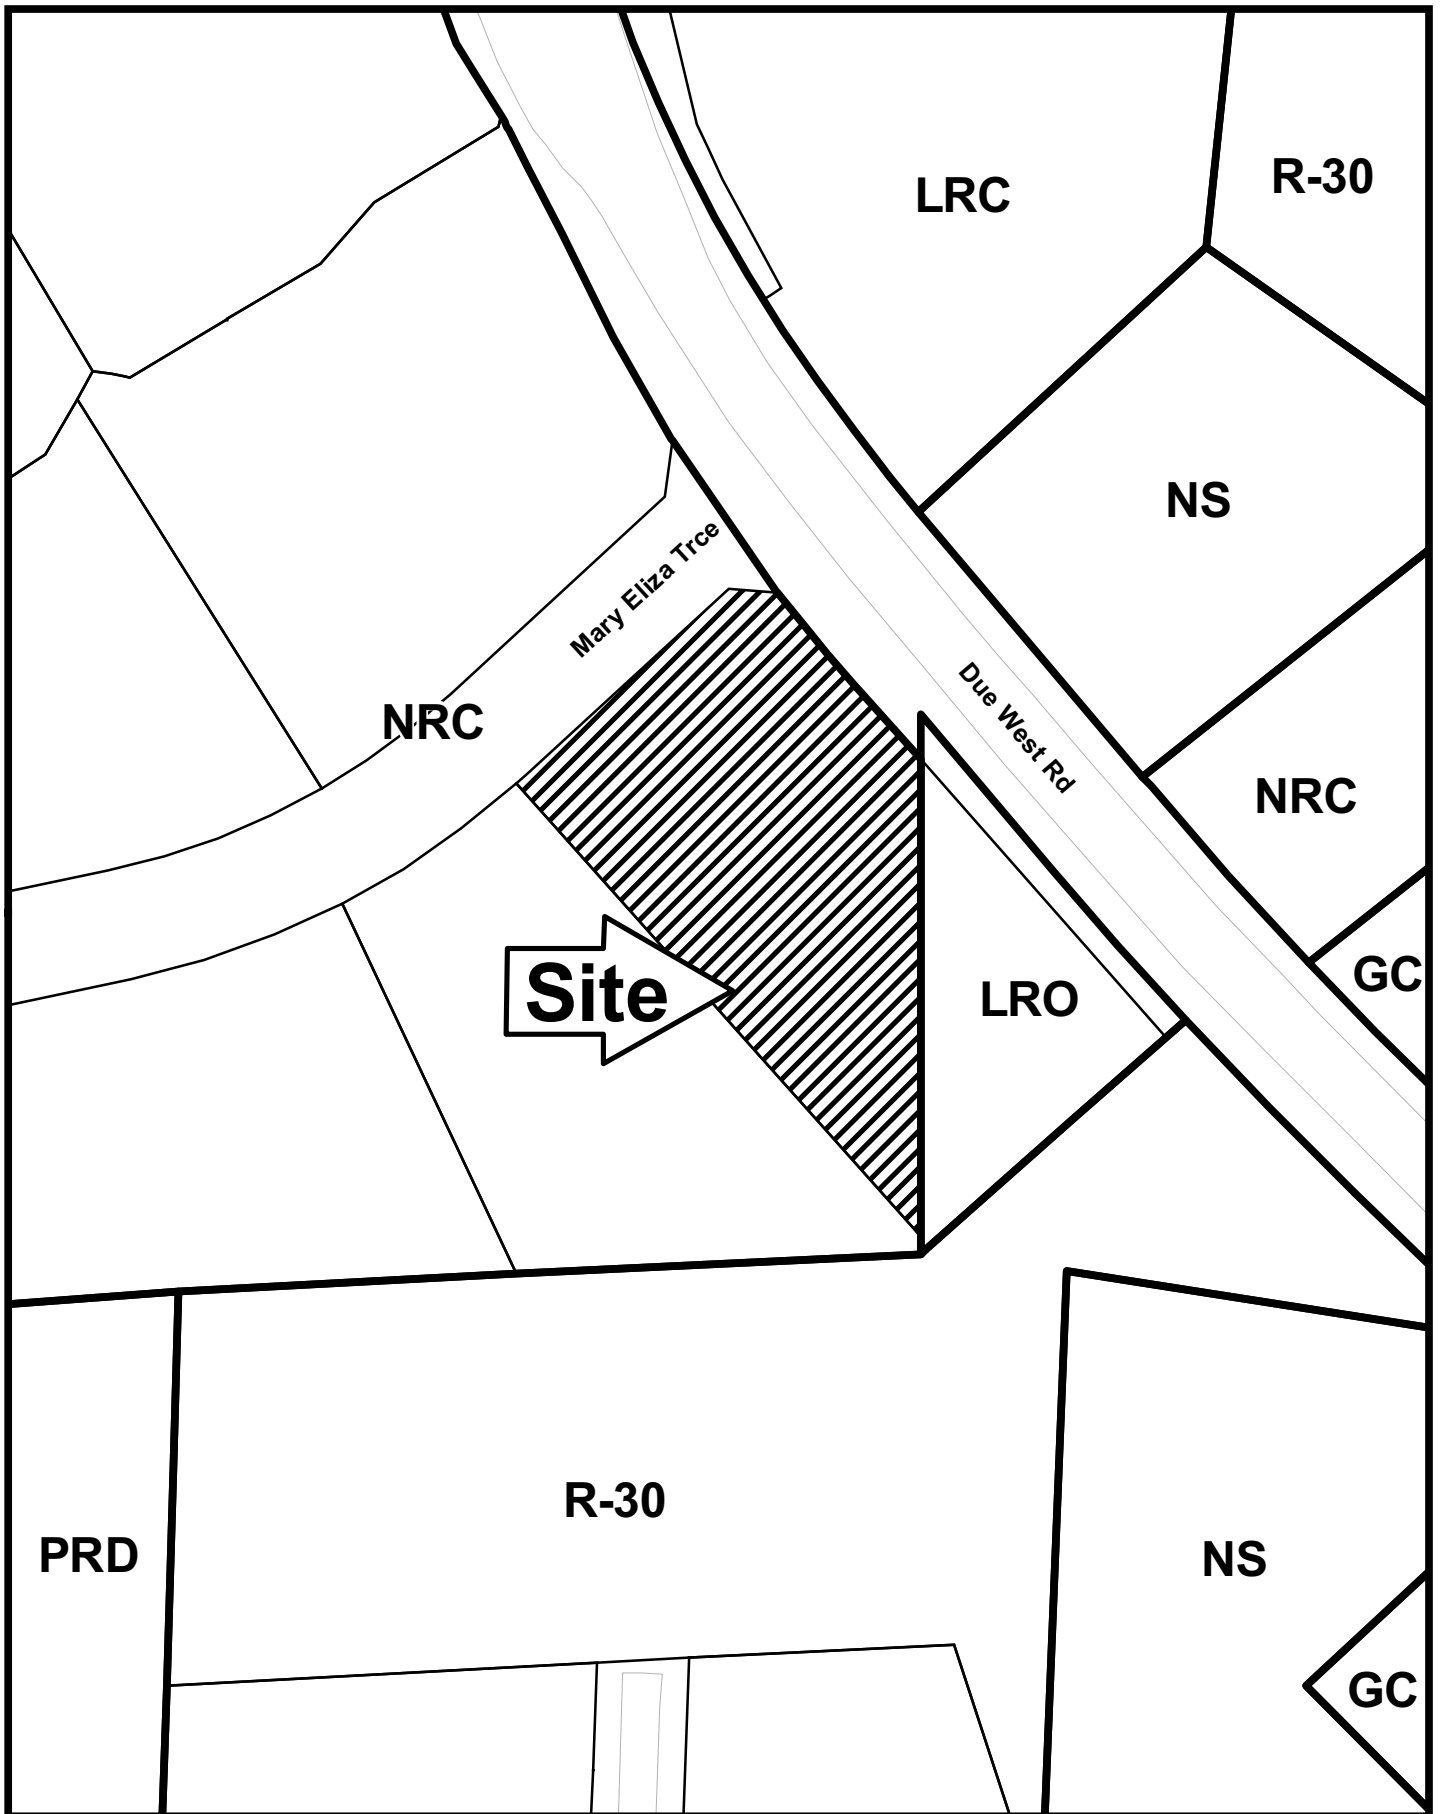 R-30
LRC
NS
Mary Eliza Trce
Due West Rd
NRC
NRC
GC
Site
LRO
R-30
PRD
NS
GC